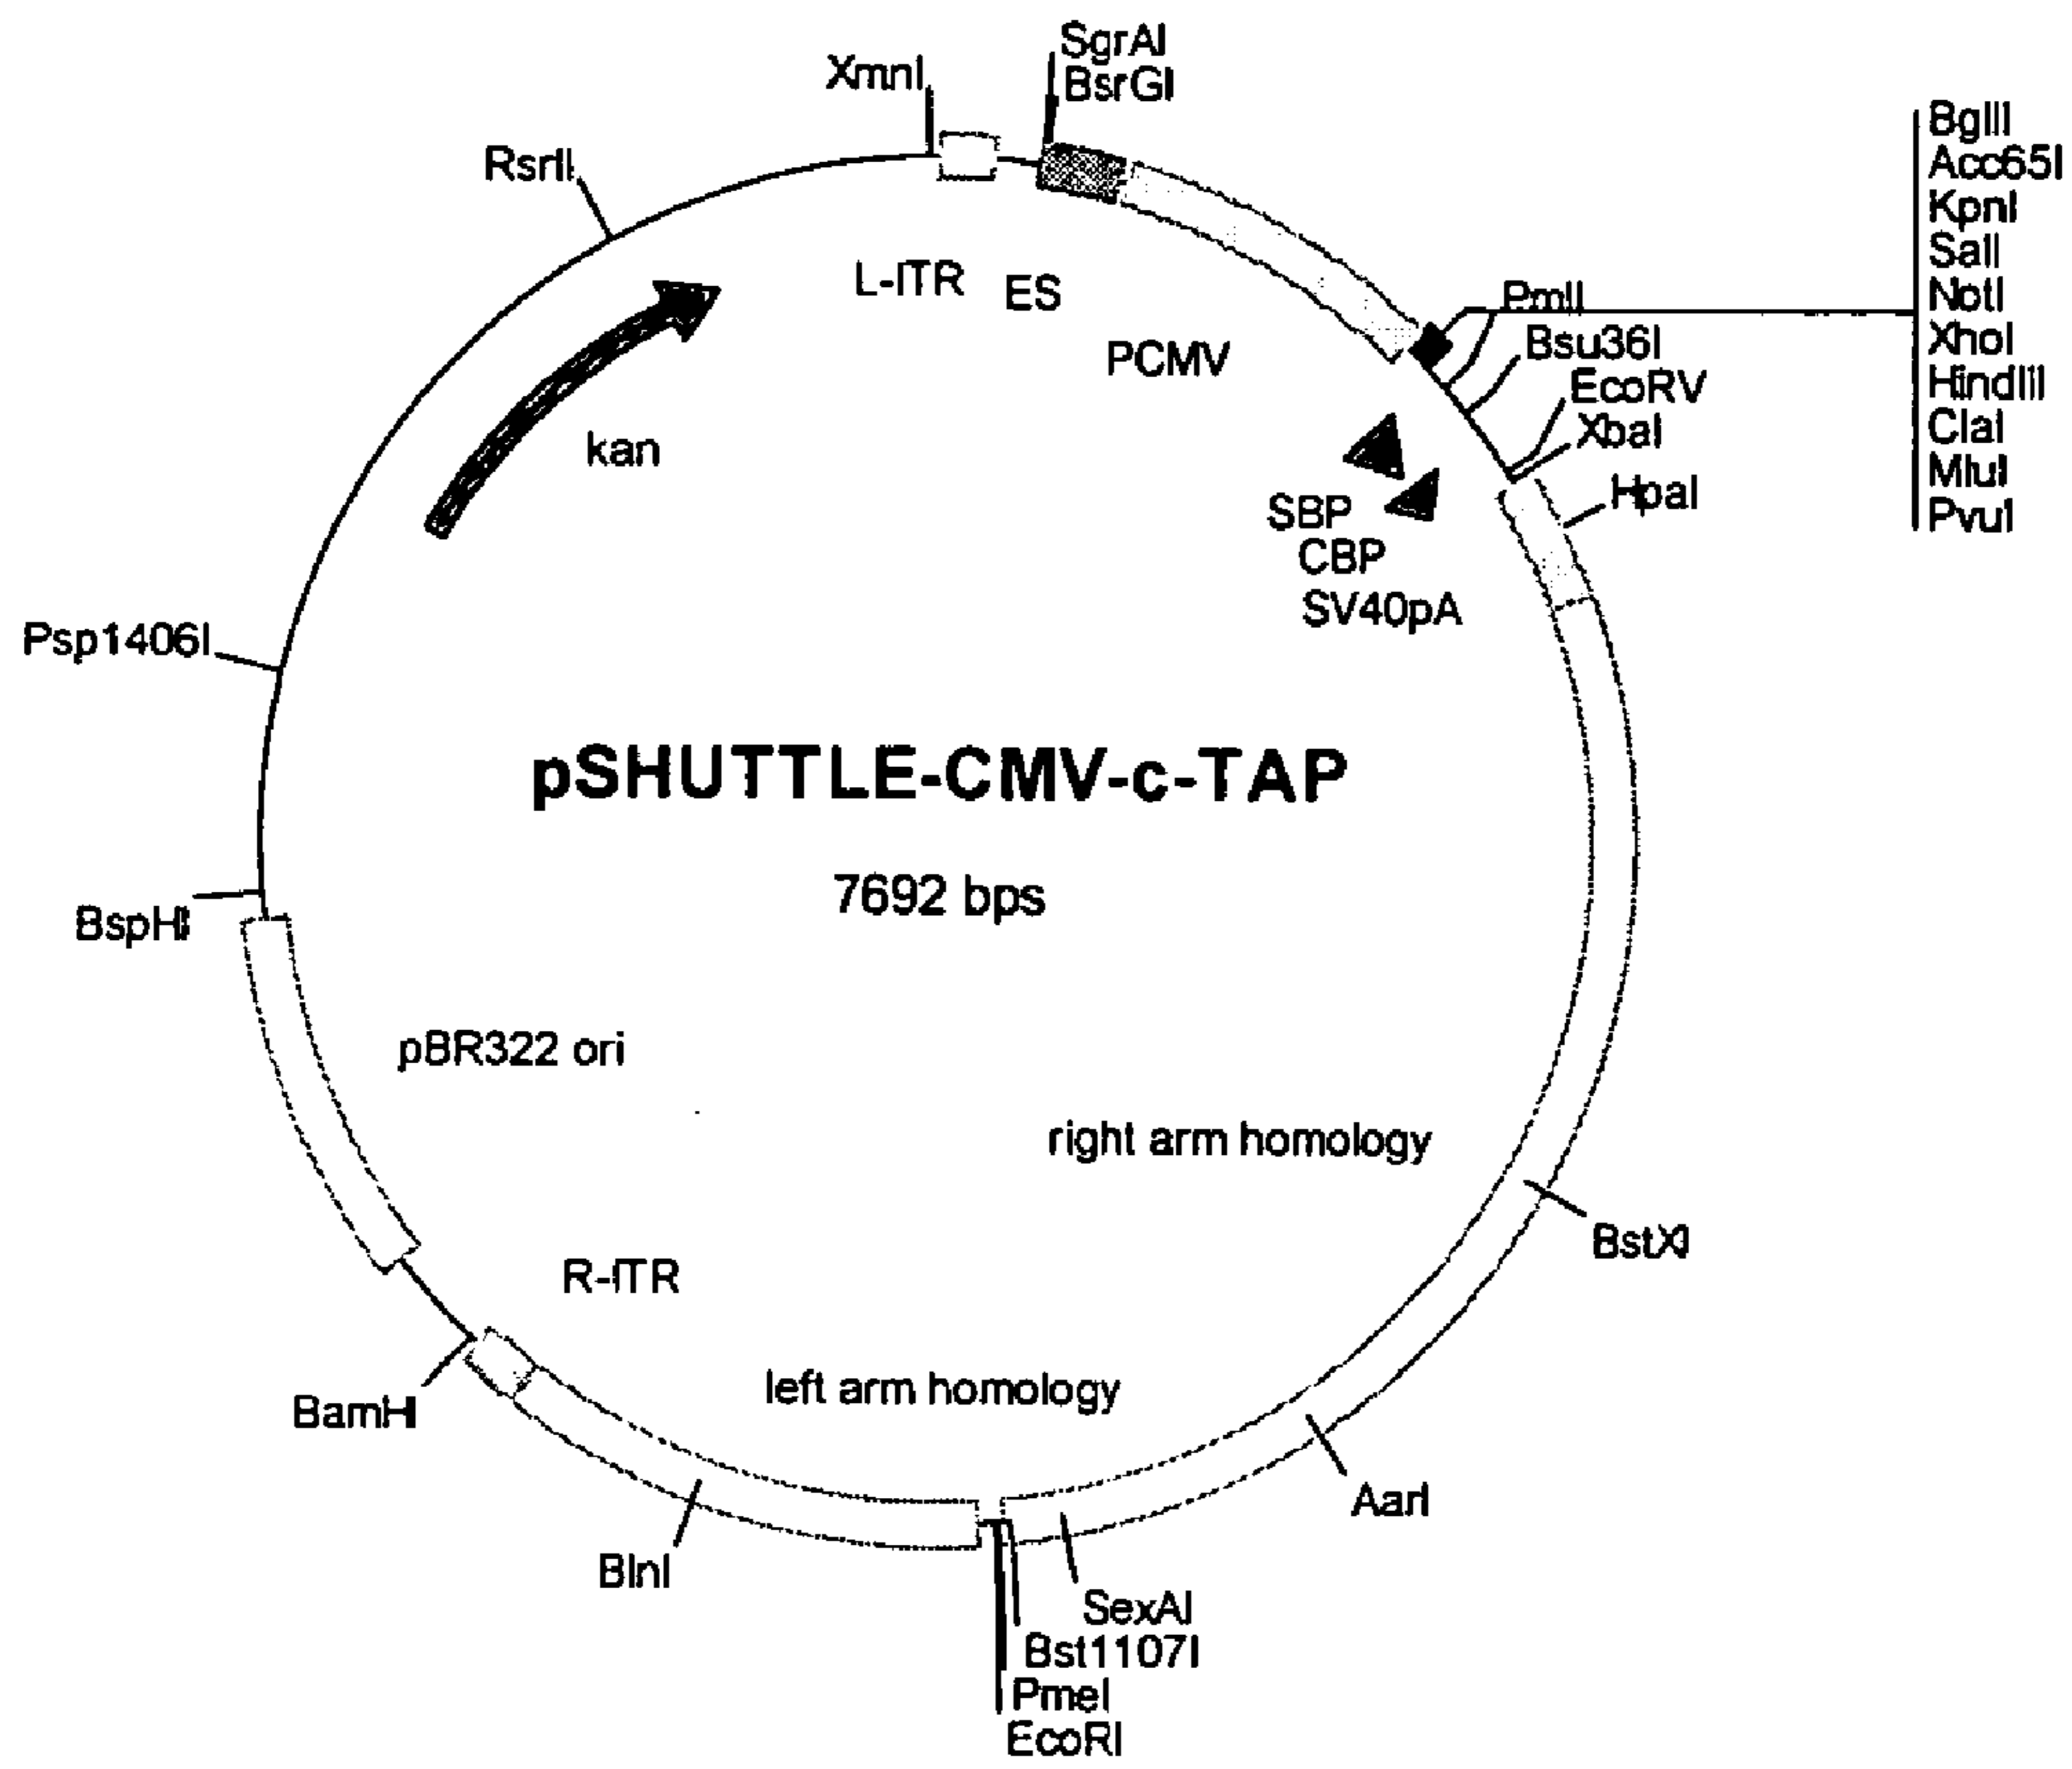 SgrAI
XmnI
BsrGI
BglII
Acc65I
RsrII
KpnI
SalI
NotI
L-ITR
ES
PmlI
XhoI
PCMV
Bsu36I
HindIII
EcoRV
ClaI
XbaI
kan
MluI
HpaI
SBP
PvuI
CBP
SV40pA
Psp1406I
pSHUTTLE-CMV-c-TAP
7692 bps
BspHI
pBR322 ori
right arm homology
BstXI
R-ITR
left arm homology
BamHI
AarI
BlnI
SexAI
Bst1107I
PmeI
EcoRI